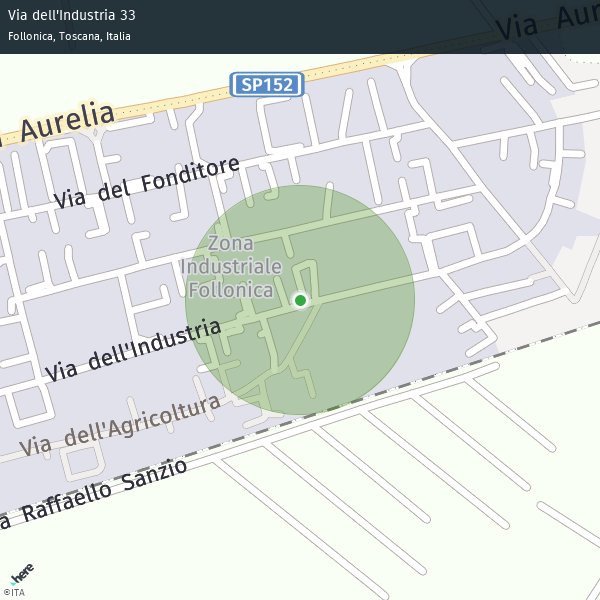 Via dell'Industria 33
Follonica, Toscana, Italia
Via Aur
SP152
Aurelia
Via del Fonditore
Zona
Industriale
Follonica
Via dell'Industria
Via dell'Agricoltura
a Raffaello Sanzio
here
©ITA